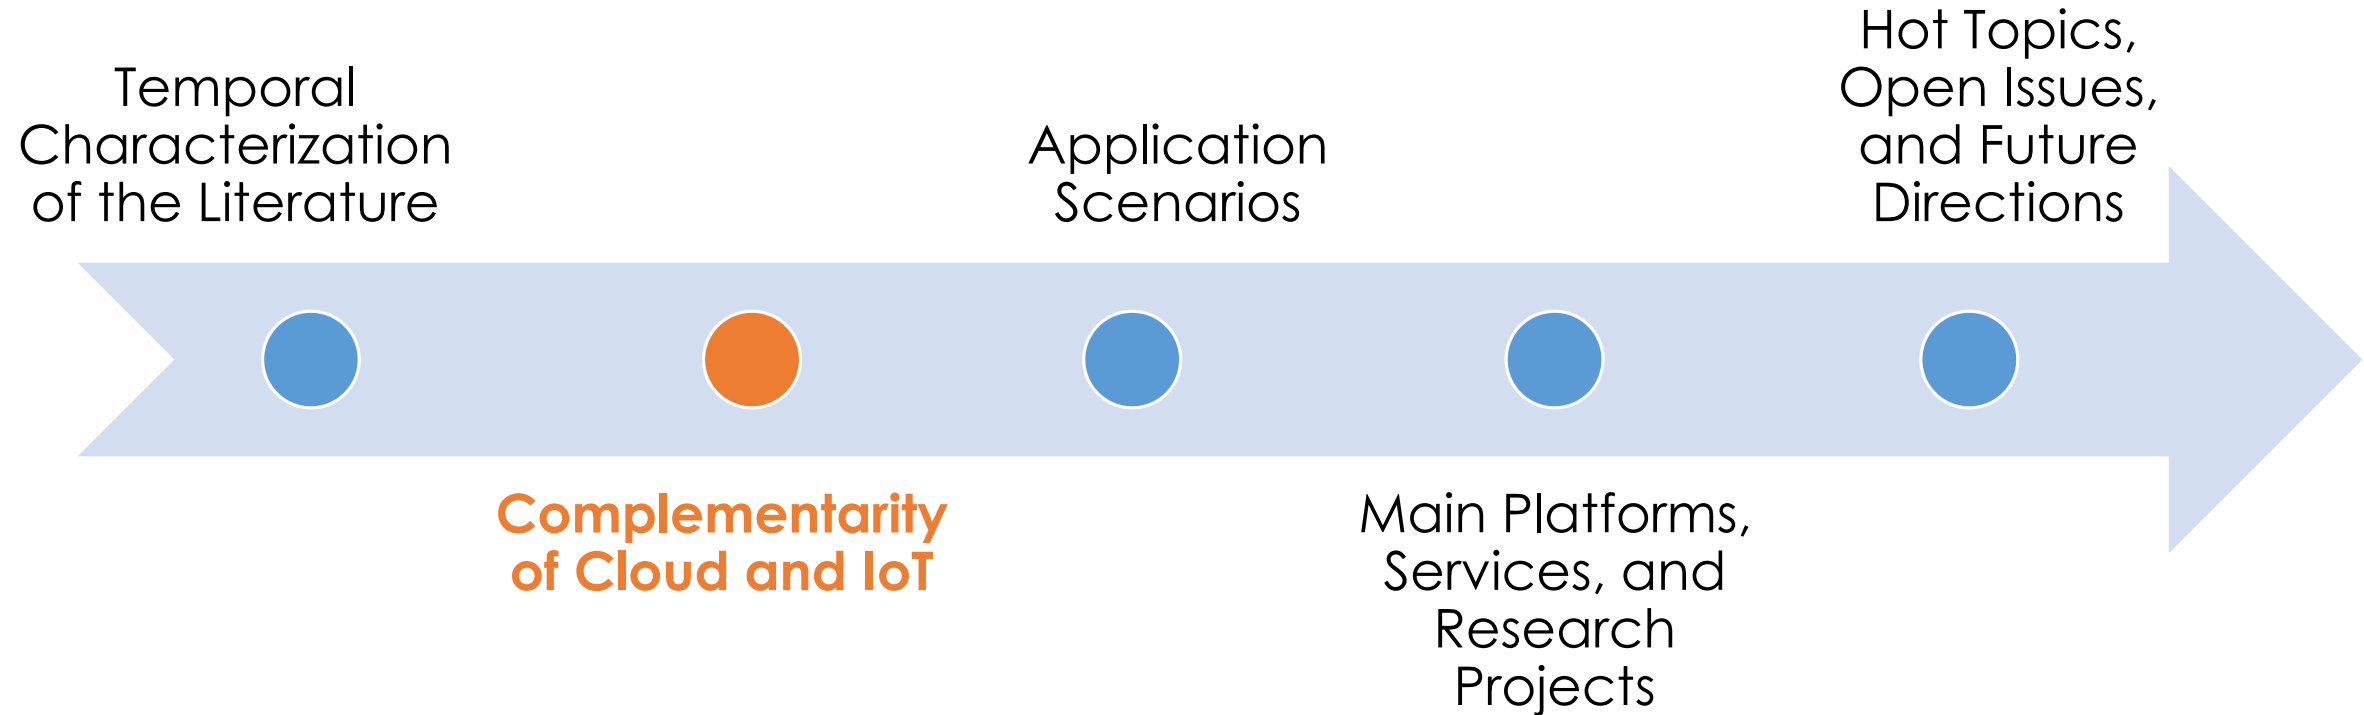 Temporal
Characterization
of the Literature
Complementarity
of Cloud and IoT
Application
Scenarios
Main Platforms,
Services, and
Research
Projects
Hot Topics,
Open Issues,
and Future
Directions